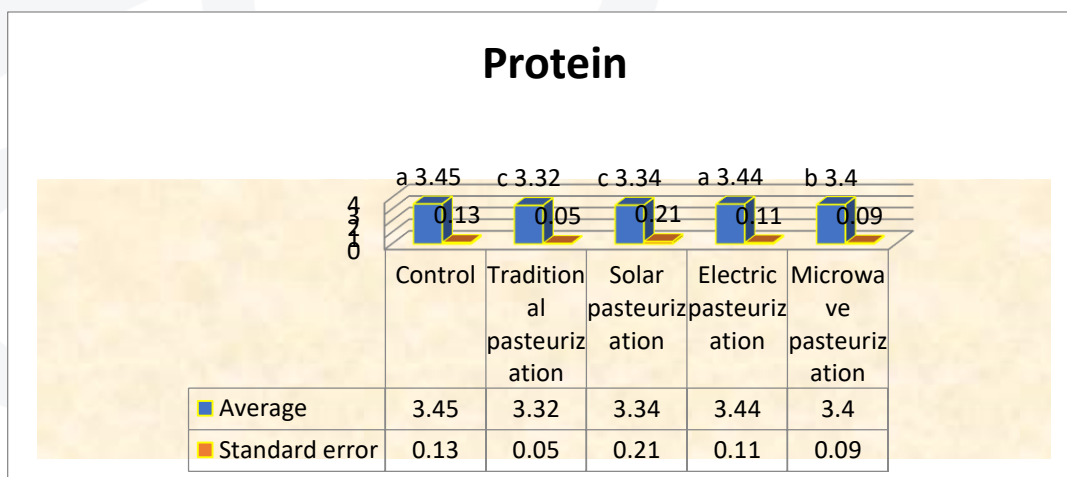 Protein
a 3.45 c 3.32 c 3.34 a 3.44 b 3.4
0.13 0.05 0.21 0.11 0.09
4
3
2
1
0
Control Tradition Solar Electric Microwa
al pasteuriz pasteuriz ve
pasteuriz ation ation pasteuriz
ation ation
Average 3.45 3.32 3.34 3.44 3.4
Standard error 0.13 0.05 0.21 0.11 0.09